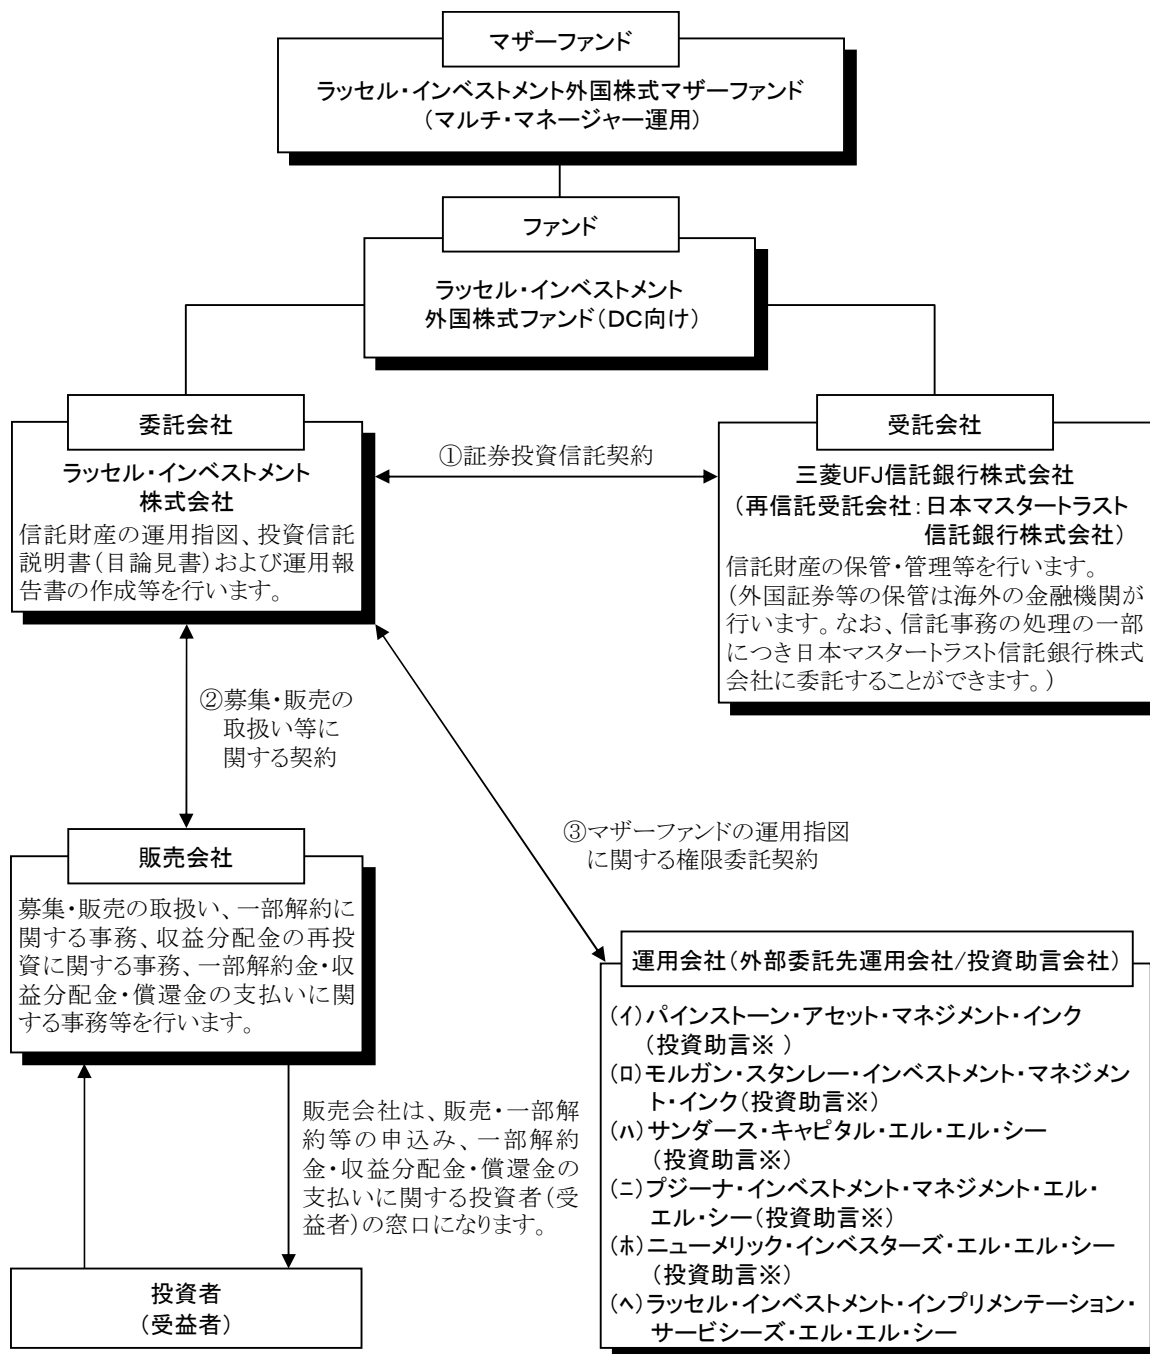 マザーファンド
ラッセル・インベストメント外国株式マザーファンド
（マルチ・マネージャー運用）
ファンド
ラッセル・インベストメント
外国株式ファンド（DC向け）
委託会社
ラッセル・インベストメント
株式会社
信託財産の運用指図、投資信託
説明書（目論見書）および運用報
告書の作成等を行います。
①証券投資信託契約
受託会社
三菱UFJ信託銀行株式会社
（再信託受託会社：日本マスタートラスト
信託銀行株式会社）
信託財産の保管・管理等を行います。
（外国証券等の保管は海外の金融機関が
行います。なお、信託事務の処理の一部
につき日本マスタートラスト信託銀行株式
会社に委託することができます。）
②募集・販売の
取扱い等に
関する契約
③マザーファンドの運用指図
に関する権限委託契約
販売会社
募集・販売の取扱い、一部解約に
関する事務、収益分配金の再投
資に関する事務、一部解約金・収
益分配金・償還金の支払いに関
する事務等を行います。
運用会社（外部委託先運用会社/投資助言会社）
（イ）パインストーン・アセット・マネジメント・インク
（投資助言※ ）
（ロ）モルガン・スタンレー・インベストメント・マネジメン
ト・インク（投資助言※）
（ハ）サンダース・キャピタル・エル・エル・シー
（投資助言※）
（ニ）プジーナ・インベストメント・マネジメント・エル・
エル・シー（投資助言※）
（ホ）ニューメリック・インベスターズ・エル・エル・シー
（投資助言※）
（ヘ）ラッセル・インベストメント・インプリメンテーション・
サービシーズ・エル・エル・シー
販売会社は、販売・一部解
約等の申込み、一部解約
金・収益分配金・償還金の
支払いに関する投資者（受
益者）の窓口になります。
投資者
（受益者）